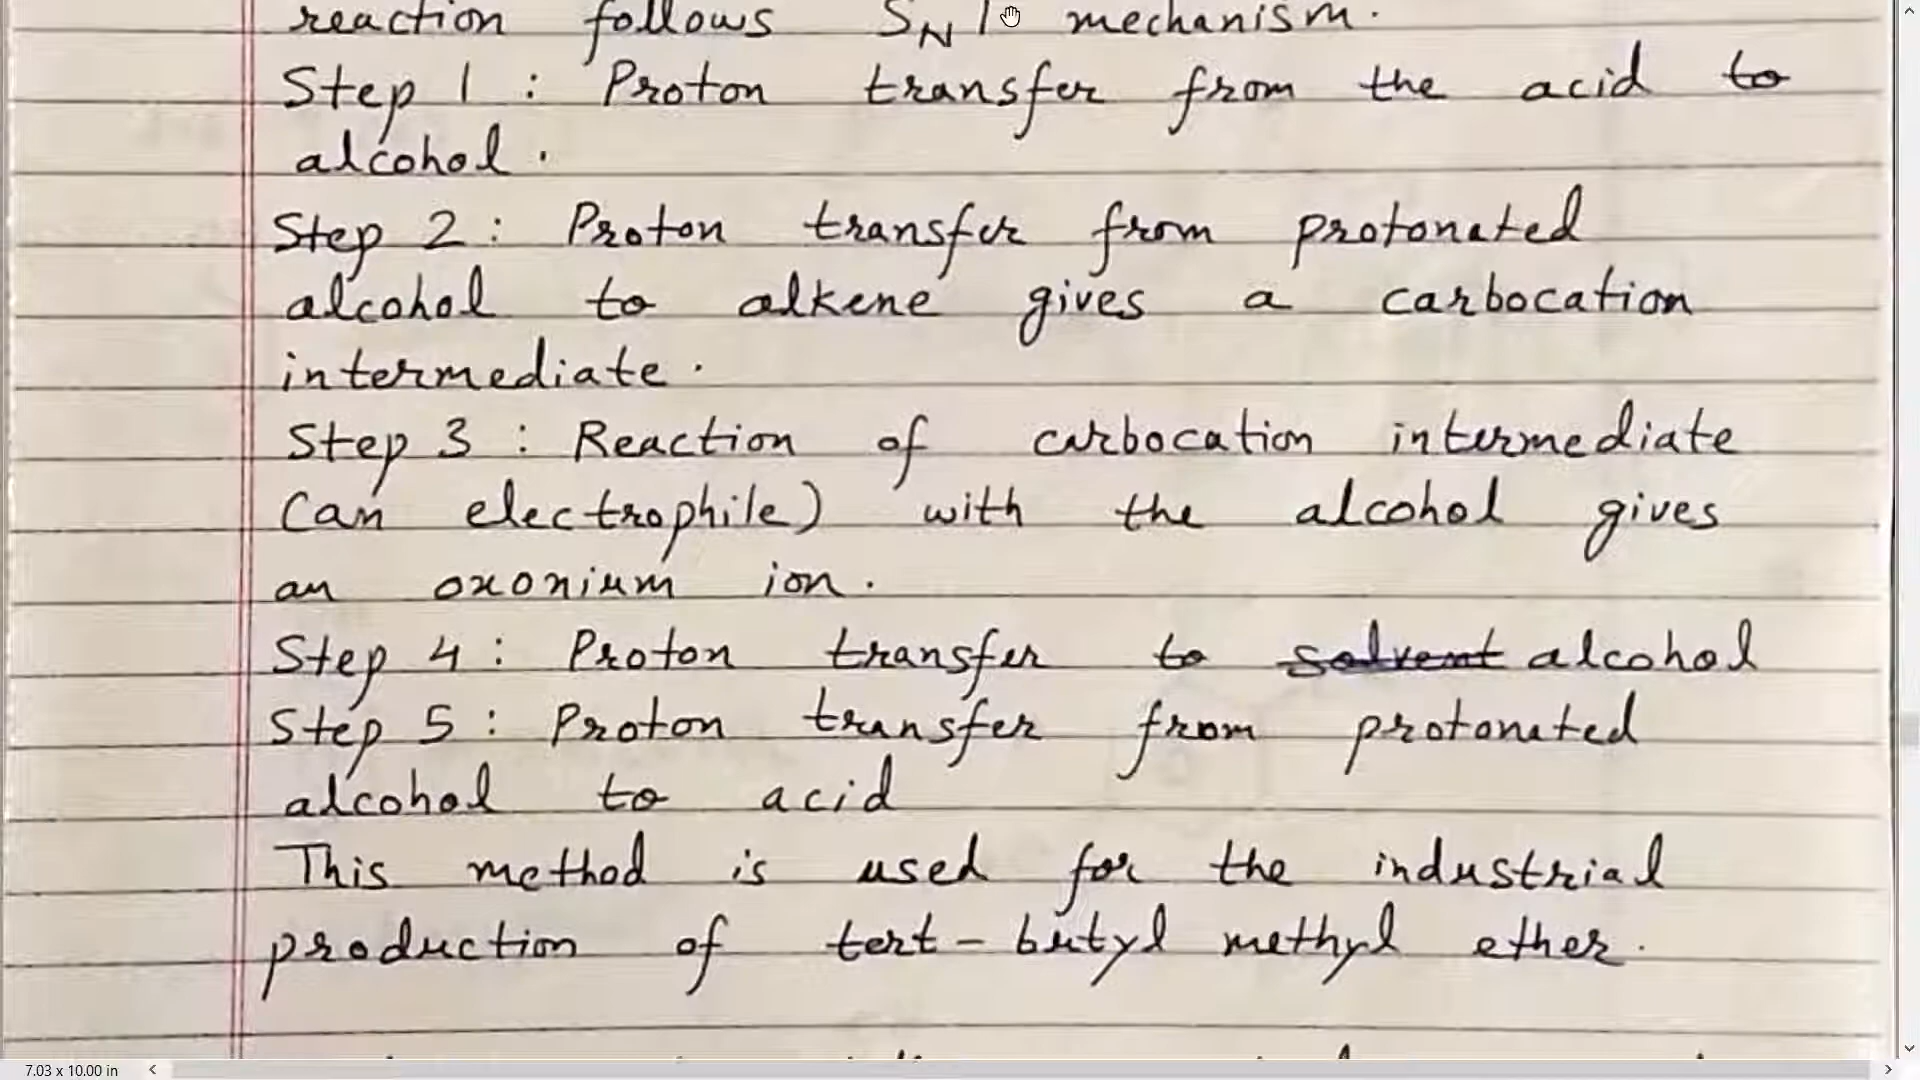 reaction follows SN1 mechanism.
Step 1 : Proton transfer from the acid to
alcohol.
Step 2 : Proton transfer from protonated
alcohol to alkene gives a carbocation
intermediate.
Step 3 : Reaction of carbocation intermediate
(an electrophile) with the alcohol gives
an oxonium ion.
Step 4 : Proton transfer to solvent alcohol
Step 5 : Proton transfer from protonated
alcohol to acid
This method is used for the industrial
production of tert-butyl methyl ether.
7.03 x 10.00 in